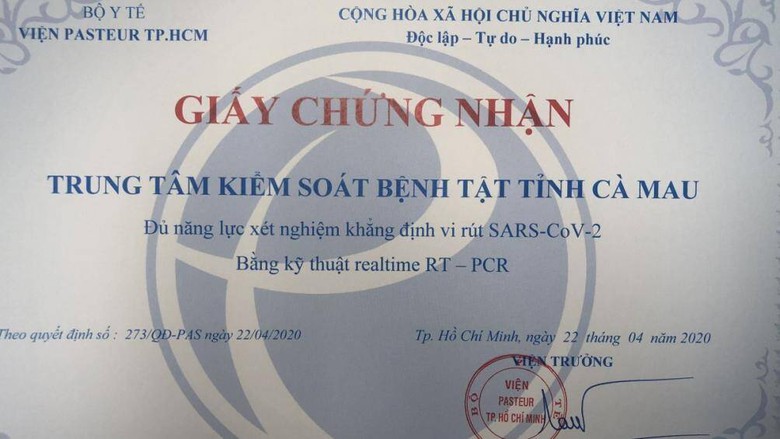 BỘ Y TẾ
VIỆN PASTEUR TP.HCM
CỘNG HÒA XÃ HỘI CHỦ NGHĨA VIỆT NAM
Độc lập – Tự do – Hạnh phúc
GIẤY CHỨNG NHẬN
TRUNG TÂM KIỂM SOÁT BỆNH TẬT TỈNH CÀ MAU
Đủ năng lực xét nghiệm khẳng định vi rút SARS-CoV-2
Bằng kỹ thuật realtime RT – PCR
Theo quyết định số : 273/QĐ-PAS ngày 22/04/2020
Tp. Hồ Chí Minh, ngày 22 tháng 04 năm 2020
VIỆN TRƯỞNG
VIỆN
PASTEUR
TP. HỒ CHÍ MINH
BỘ
TẾ